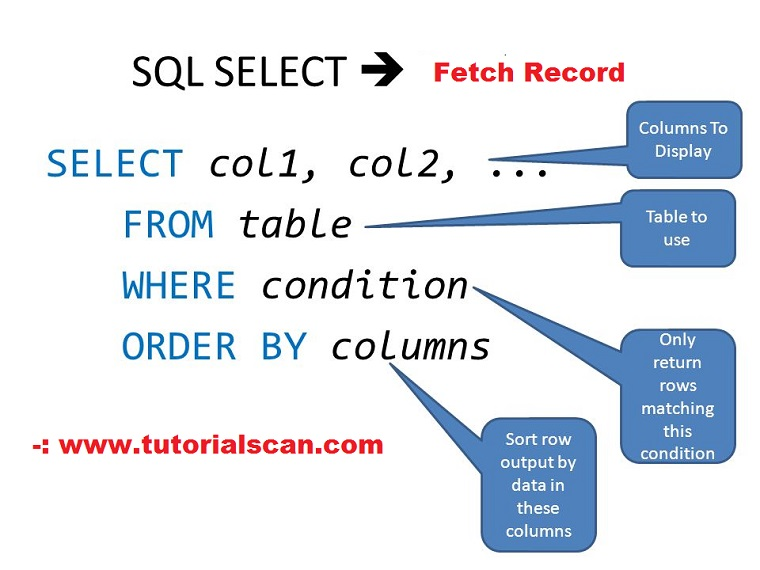 SQL SELECT ➔ Fetch Record
Columns To
Display
SELECT col1, col2, ...
Table to
use
FROM table
WHERE condition
ORDER BY columns
Only
return
rows
matching
this
condition
-: www.tutorialscan.com
Sort row
output by
data in
these
columns